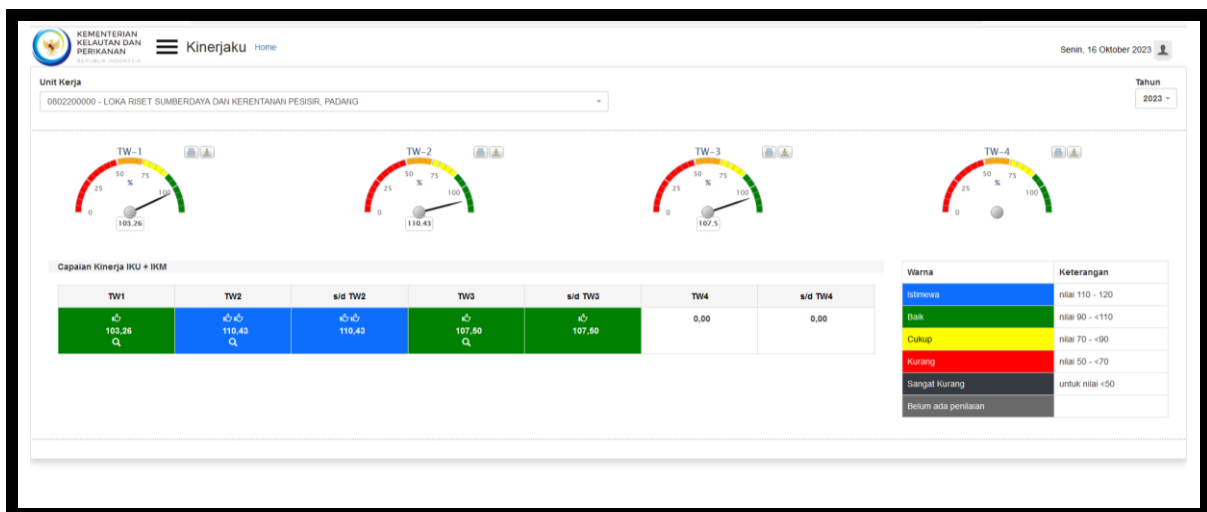 KEMENTERIAN
KELAUTAN DAN
PERIKANAN
REPUBLIK INDONESIA
Kinerjaku Home
Senin, 16 Oktober 2023
Unit Kerja
Tahun
0802200000 - LOKA RISET SUMBERDAYA DAN KERENTANAN PESISIR, PADANG
2023
TW-1
0 25 50 75 100
%
103.26
TW-2
0 25 50 75 100
%
110.43
TW-3
0 25 50 75 100
%
107.5
TW-4
0 25 50 75 100
%
Capaian Kinerja IKU + IKM
TW1 TW2 s/d TW2 TW3 s/d TW3 TW4 s/d TW4
103,26 110,43 110,43 107,50 107,50 0,00 0,00
Warna Keterangan
Istimewa nilai 110 - 120
Baik nilai 90 - <110
Cukup nilai 70 - <90
Kurang nilai 50 - <70
Sangat Kurang untuk nilai <50
Belum ada penilaian